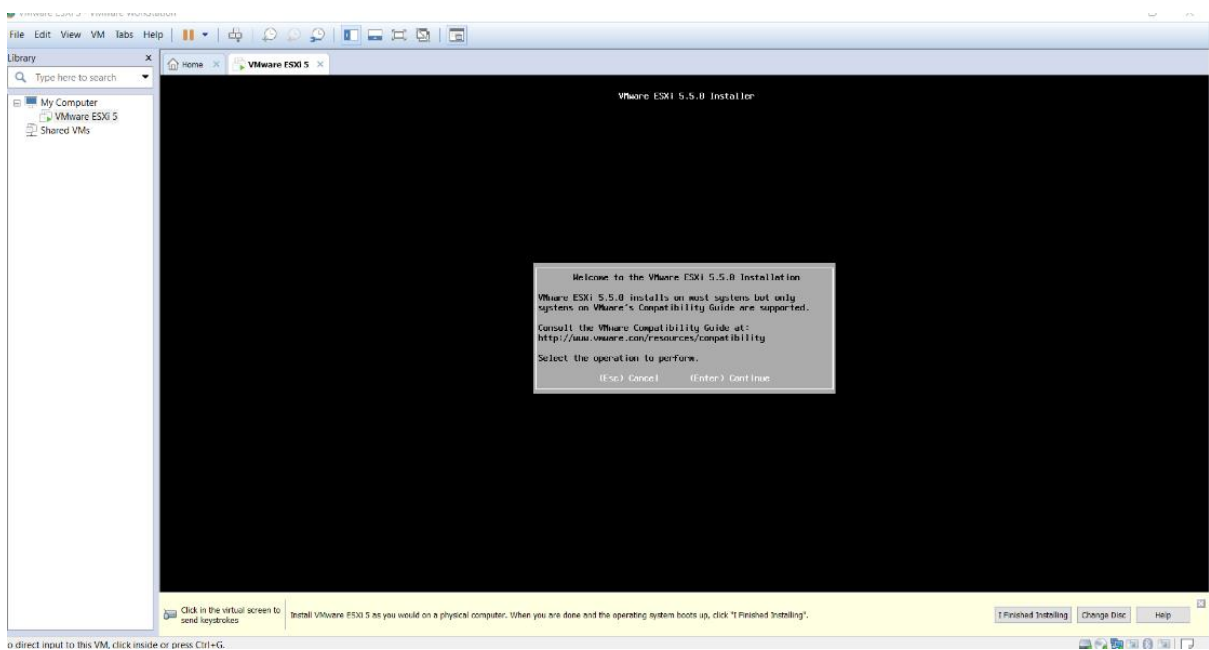 VMware ESXi 5 - VMware Workstation
File Edit View VM Tabs Help
Library x
Home × VMware ESXi 5 ×
Type here to search
My Computer
VMware ESXi 5
Shared VMs
VMware ESXi 5.5.0 Installer
Welcome to the VMware ESXi 5.5.0 Installation
VMware ESXi 5.5.0 installs on most systems but only
systems on VMware's Compatibility Guide are supported.
Consult the VMware Compatibility Guide at:
http://www.vmware.com/resources/compatibility
Select the operation to perform.
(Esc) Cancel (Enter) Continue
Click in the virtual screen to
send keystrokes
Install VMware ESXi 5 as you would on a physical computer. When you are done and the operating system boots up, click "I Finished Installing".
I Finished Installing Change Disc Help
o direct input to this VM, click inside or press Ctrl+G.